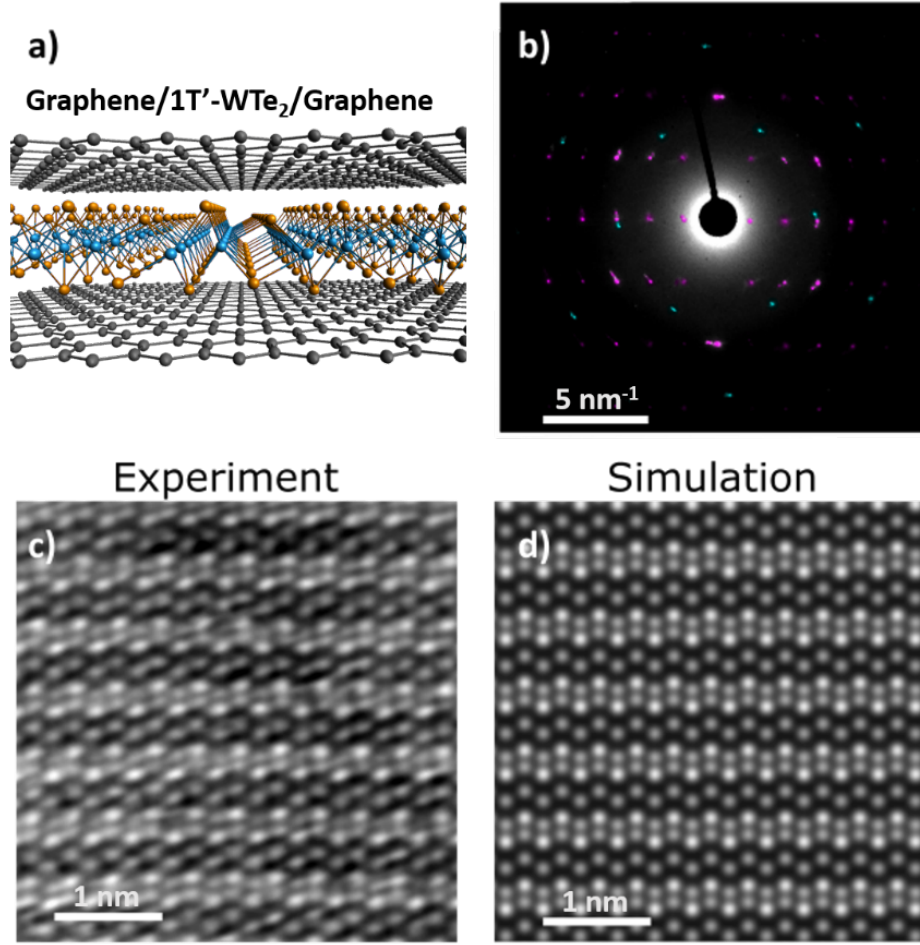 a)
Graphene/1T’-WTe₂/Graphene
b)
5 nm⁻¹
Experiment
Simulation
c)
1 nm
d)
1 nm